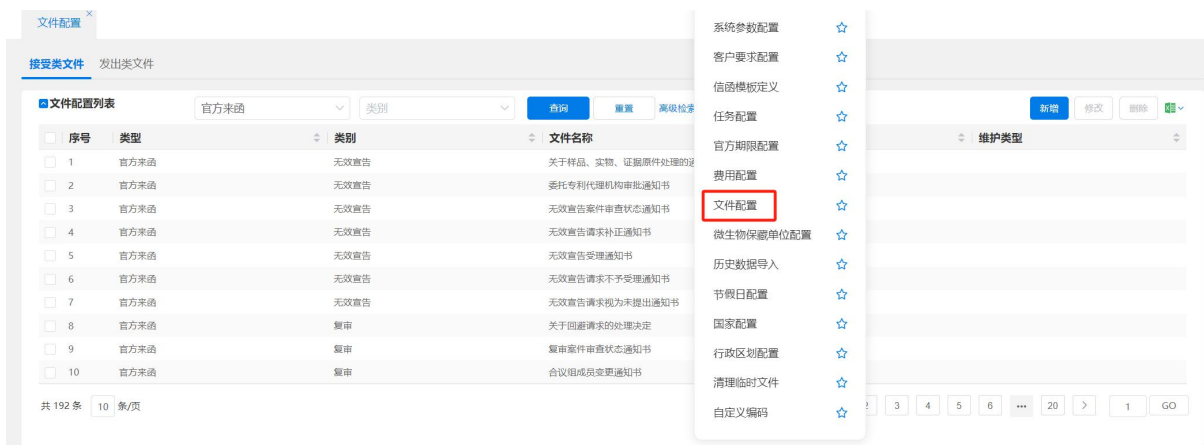 文件配置 ×
接受类文件 发出类文件
文件配置列表 官方来函 类别 查询 重置 高级检索 新增 修改 删除
序号 类型 类别 文件名称 维护类型
1 官方来函 无效宣告 关于样品、实物、证据原件处理的通
2 官方来函 无效宣告 委托专利代理机构审批通知书
3 官方来函 无效宣告 无效宣告案件审查状态通知书
4 官方来函 无效宣告 无效宣告请求补正通知书
5 官方来函 无效宣告 无效宣告受理通知书
6 官方来函 无效宣告 无效宣告请求不予受理通知书
7 官方来函 无效宣告 无效宣告请求视为未提出通知书
8 官方来函 复审 关于回避请求的处理决定
9 官方来函 复审 复审案件审查状态通知书
10 官方来函 复审 合议组成员变更通知书
共 192 条 10 条/页 2 3 4 5 6 ••• 20 > 1 GO
系统参数配置
客户要求配置
信函模板定义
任务配置
官方期限配置
费用配置
文件配置
微生物保藏单位配置
历史数据导入
节假日配置
国家配置
行政区划配置
清理临时文件
自定义编码